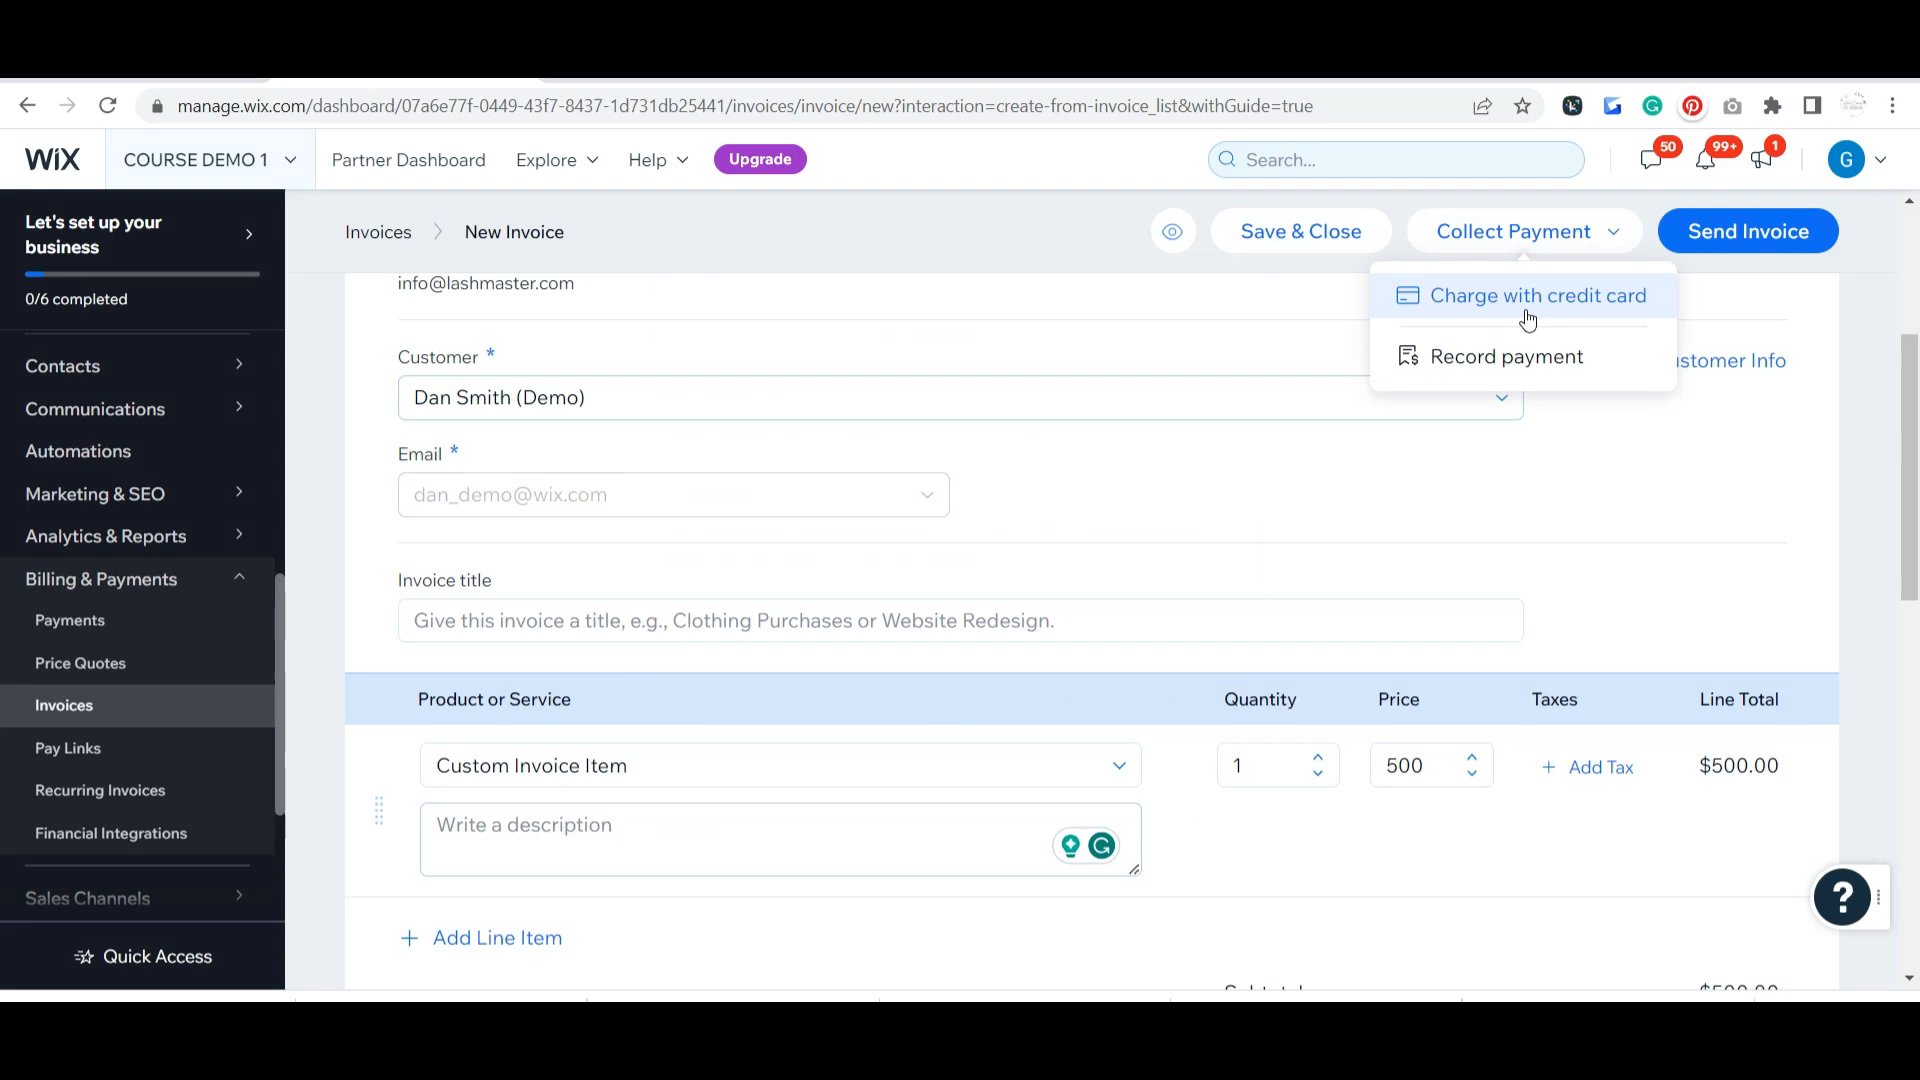 manage.wix.com/dashboard/07a6e77f-0449-43f7-8437-1d731db25441/invoices/invoice/new?interaction=create-from-invoice_list&withGuide=true
WIX COURSE DEMO 1 Partner Dashboard Explore Help Upgrade Search... 50 99+ 1 G
Let's set up your
business
0/6 completed
Contacts
Communications
Automations
Marketing & SEO
Analytics & Reports
Billing & Payments
Payments
Price Quotes
Invoices
Pay Links
Recurring Invoices
Financial Integrations
Sales Channels
Quick Access
Invoices New Invoice Save & Close Collect Payment Send Invoice
Charge with credit card
Record payment
info@lashmaster.com
Customer *
stomer Info
Dan Smith (Demo)
Email *
dan_demo@wix.com
Invoice title
Give this invoice a title, e.g., Clothing Purchases or Website Redesign.
Product or Service Quantity Price Taxes Line Total
Custom Invoice Item 1 500 + Add Tax $500.00
Write a description
+ Add Line Item
?